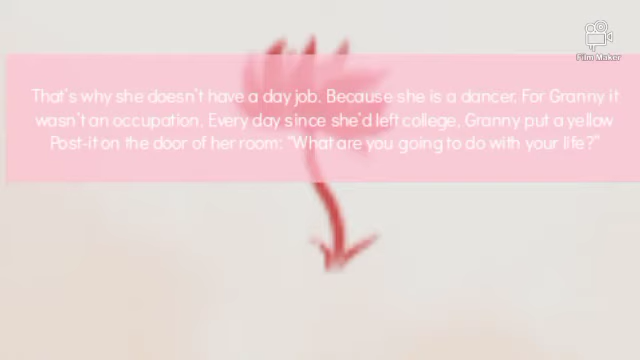 Film Maker
That's why she doesn't have a day job. Because she is a dancer. For Granny it
wasn't an occupation. Every day since she'd left college, Granny put a yellow
Post-it on the door of her room: "What are you going to do with your life?"